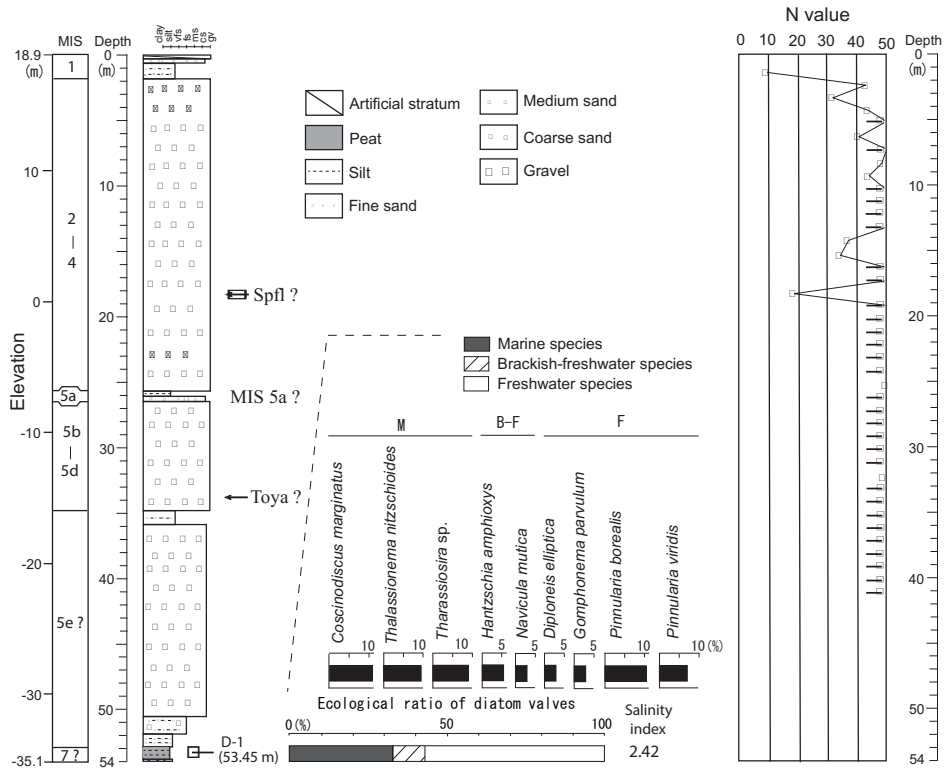 N value
MIS
Depth
clay
silt
vfs
fs
ms
cs
gv
0 10 20 30 40 50
Depth
18.9
(m)
1
0
(m)
0
(m)
Artificial stratum
Medium sand
Peat
Coarse sand
Silt
Gravel
Fine sand
10
10
10
2
4
Spfl ?
0
20
20
Elevation
Marine species
Brackish-freshwater species
Freshwater species
5a
MIS 5a ?
-10
5b
5d
30
30
M
B-F
F
Toya ?
Coscinodiscus marginatus
Thalassionema nitzschioides
Tharassiosira sp.
Hantzschia amphioxys
Navicula mutica
Diploneis elliptica
Gomphonema parvulum
Pinnularia borealis
Pinnularia viridis
-20
40
40
5e ?
10
10
10
5
5
5
5
10
10 (%)
-30
50
50
Ecological ratio of diatom valves
0 (%)
50
100
Salinity
index
2.42
D-1
(53.45 m)
7 ?
-35.1
54
54